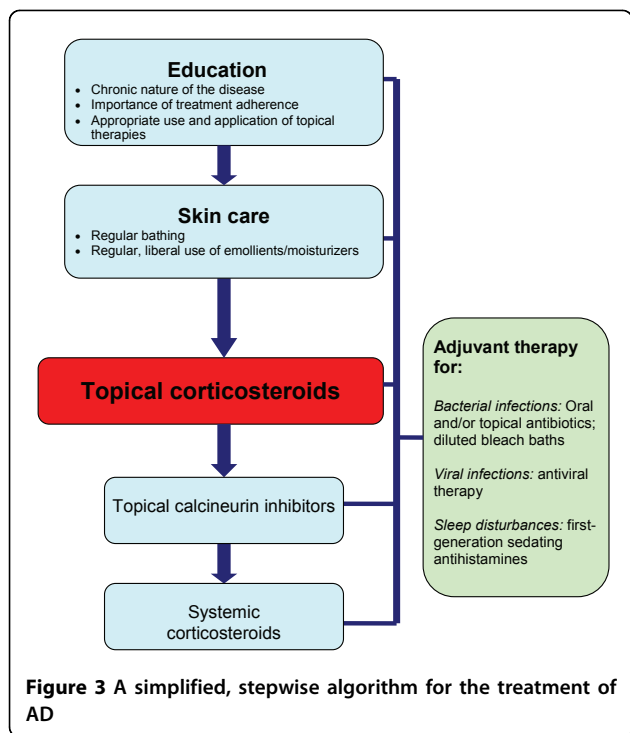 Education
• Chronic nature of the disease
• Importance of treatment adherence
• Appropriate use and application of topical
therapies
Skin care
• Regular bathing
• Regular, liberal use of emollients/moisturizers
Topical corticosteroids
Topical calcineurin inhibitors
Systemic
corticosteroids
Adjuvant therapy
for:
Bacterial infections: Oral
and/or topical antibiotics;
diluted bleach baths
Viral infections: antiviral
therapy
Sleep disturbances: first-
generation sedating
antihistamines
Figure 3 A simplified, stepwise algorithm for the treatment of
AD